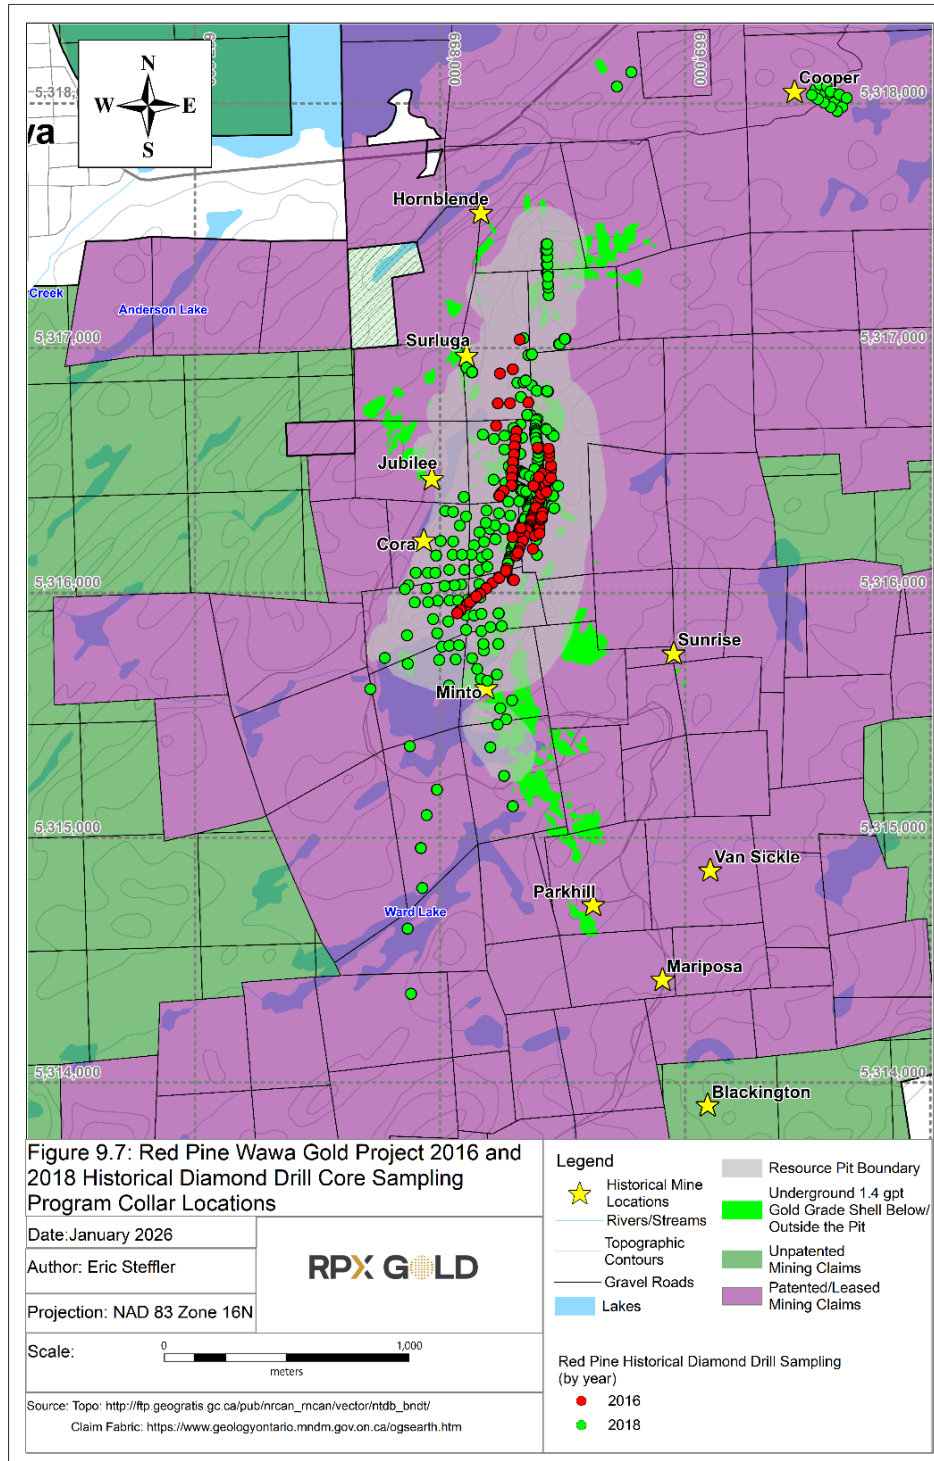 N
W E
S
668,000
668,000
669,000
5,318,000
5,318,000
Cooper
va
Hornblende
Creek
Anderson Lake
5,317,000
5,317,000
Surluga
Jubilee
Cora
5,316,000
5,316,000
Sunrise
Minto
5,315,000
5,315,000
Van Sickle
Parkhill
Ward Lake
Mariposa
5,314,000
5,314,000
Blackington
Figure 9.7: Red Pine Wawa Gold Project 2016 and
2018 Historical Diamond Drill Core Sampling
Program Collar Locations
Date:January 2026
Author: Eric Steffler
Projection: NAD 83 Zone 16N
RPX GOLD
Scale:
0 1,000
meters
Source: Topo: http://ftp.geogratis.gc.ca/pub/nrcan_rncan/vector/ntdb_bndt/
Claim Fabric: https://www.geologyontario.mndm.gov.on.ca/ogsearth.htm
Legend
Historical Mine
Locations
Rivers/Streams
Topographic
Contours
Gravel Roads
Lakes
Resource Pit Boundary
Underground 1.4 gpt
Gold Grade Shell Below/
Outside the Pit
Unpatented
Mining Claims
Patented/Leased
Mining Claims
Red Pine Historical Diamond Drill Sampling
(by year)
2016
2018